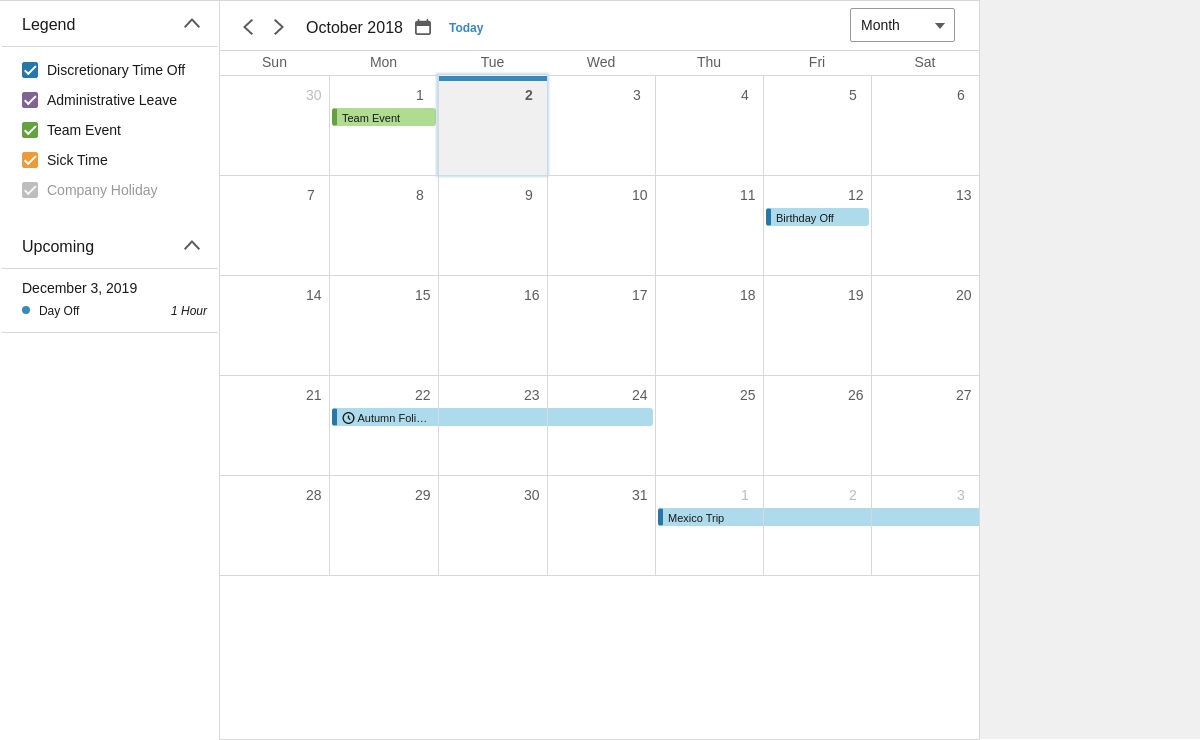 Legend
Discretionary Time Off
Administrative Leave
Team Event
Sick Time
Company Holiday
Upcoming
December 3, 2019
Day Off 1 Hour
October 2018 Today Month
Sun Mon Tue Wed Thu Fri Sat
30 1 2 3 4 5 6
Team Event
7 8 9 10 11 12 13
Birthday Off
14 15 16 17 18 19 20
21 22 23 24 25 26 27
Autumn Foli...
28 29 30 31 1 2 3
Mexico Trip